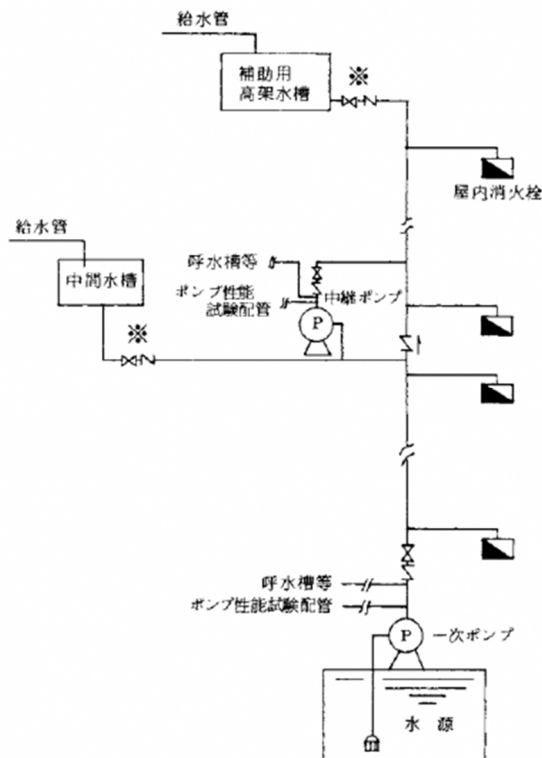 給水管
補助用
高架水槽
※
屋内消火栓
給水管
中間水槽
※
呼水槽等
ポンプ性能
試験配管
中継ポンプ
P
呼水槽等
ポンプ性能試験配管
P
一次ポンプ
水源